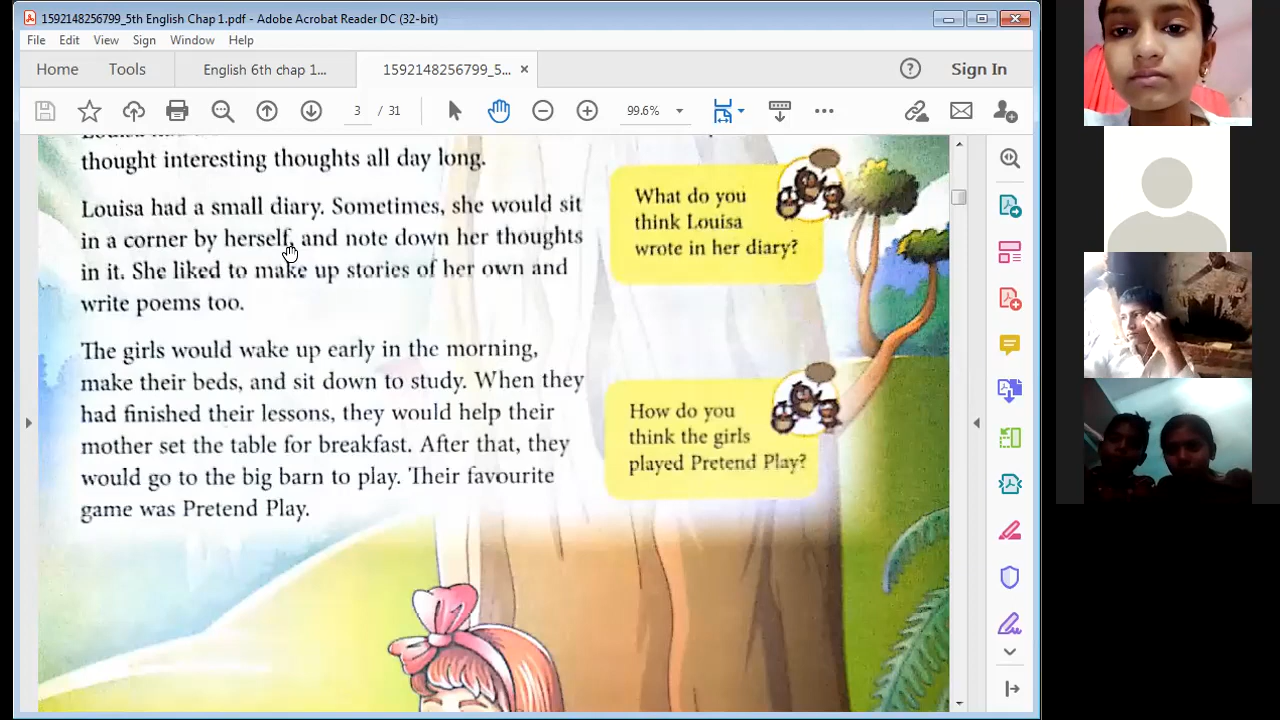 1592148256799_5th English Chap 1.pdf - Adobe Acrobat Reader DC (32-bit)
File Edit View Sign Window Help
Home Tools English 6th chap 1... 1592148256799_5... × Sign In
3 / 31 99.6%
thought interesting thoughts all day long.
Louisa had a small diary. Sometimes, she would sit
in a corner by herself, and note down her thoughts
in it. She liked to make up stories of her own and
write poems too.
What do you
think Louisa
wrote in her diary?
The girls would wake up early in the morning,
make their beds, and sit down to study. When they
had finished their lessons, they would help their
mother set the table for breakfast. After that, they
would go to the big barn to play. Their favourite
game was Pretend Play.
How do you
think the girls
played Pretend Play?